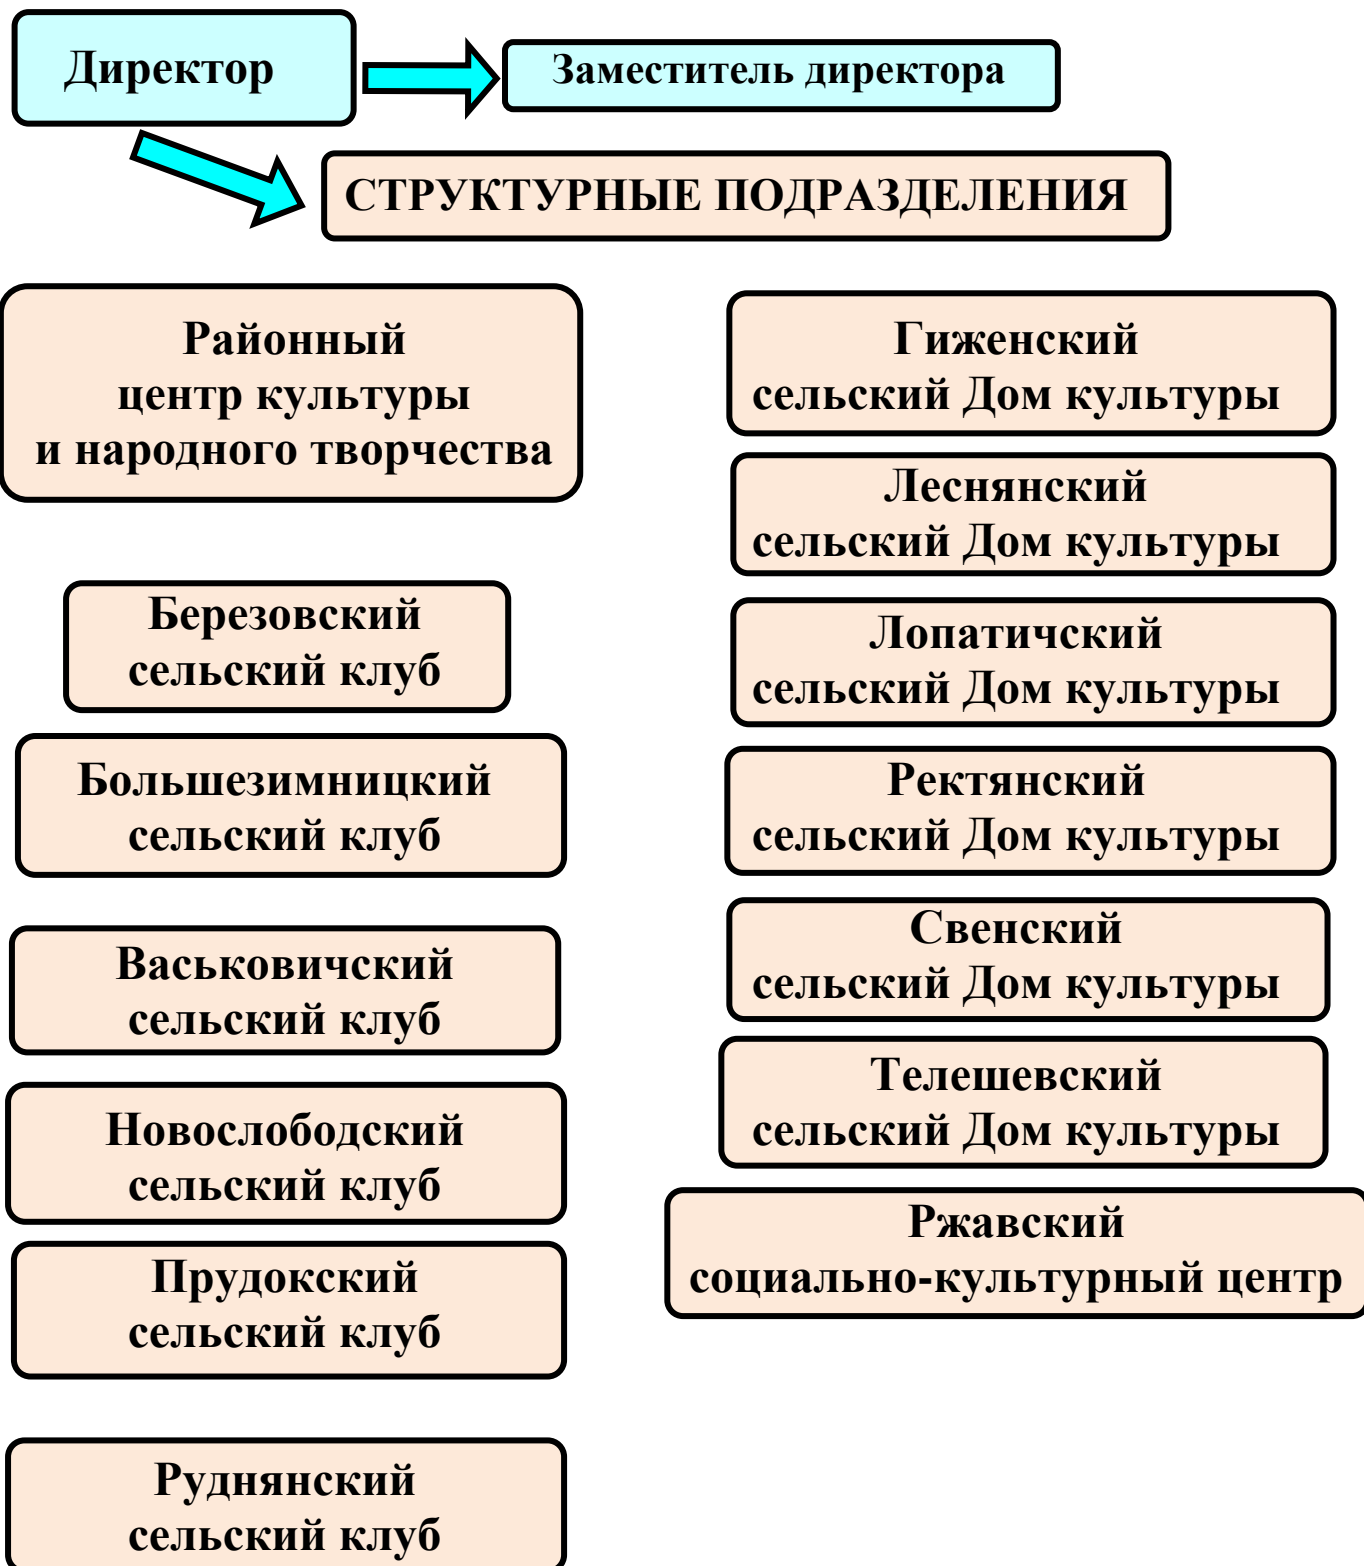 Директор
Заместитель директора
СТРУКТУРНЫЕ ПОДРАЗДЕЛЕНИЯ
Районный
центр культуры
и народного творчества
Березовский
сельский клуб
Большезимницкий
сельский клуб
Васьковичский
сельский клуб
Новослободский
сельский клуб
Прудокский
сельский клуб
Руднянский
сельский клуб
Гиженский
сельский Дом культуры
Леснянский
сельский Дом культуры
Лопатичский
сельский Дом культуры
Ректянский
сельский Дом культуры
Свенский
сельский Дом культуры
Телешевский
сельский Дом культуры
Ржавский
социально-культурный центр